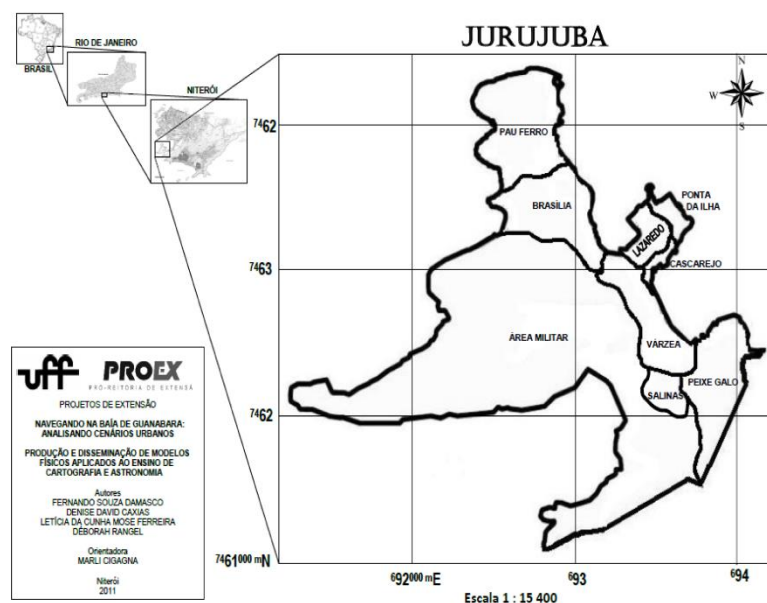 JURUJUBA
RIO DE JANEIRO
BRASIL
NITERÓI
N
W
S
7462
PAU FERRO
BRASÍLIA
PONTA
DA ILHA
LAZAREDO
CASCAREJO
7463
ÁREA MILITAR
VÁRZEA
PEIXE GALO
SALINAS
7462
uff PROEX
PRÓ-REITORIA DE EXTENSÃ
PROJETOS DE EXTENSÃO
NAVEGANDO NA BAÍA DE GUANABARA:
ANALISANDO CENÁRIOS URBANOS
PRODUÇÃO E DISSEMINAÇÃO DE MODELOS
FÍSICOS APLICADOS AO ENSINO DE
CARTOGRAFIA E ASTRONOMIA
Autores
FERNANDO SOUZA DAMASCO
DENISE DAVID CAXIAS
LETÍCIA DA CUNHA MOSE FERREIRA
DÉBORAH RANGEL
Orientadora
MARLI CIGAGNA
Niterói
2011
7461000 mN
692000 mE
693
694
Escala 1 : 15 400